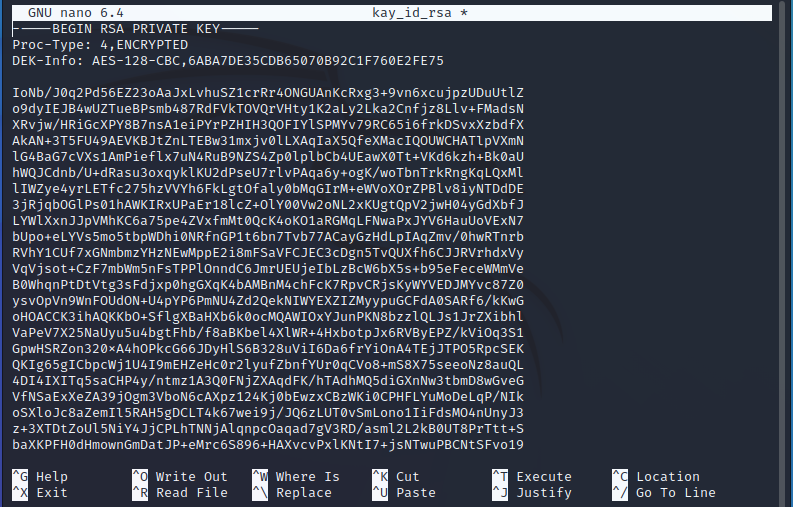 GNU nano 6.4 kay_id_rsa *
-----BEGIN RSA PRIVATE KEY-----
Proc-Type: 4,ENCRYPTED
DEK-Info: AES-128-CBC,6ABA7DE35CDB65070B92C1F760E2FE75
IoNb/J0q2Pd56EZ23oAaJxLvhuSZ1crRr4ONGUAnKcRxg3+9vn6xcujpzUDuUtlZ
o9dyIEJB4wUZTueBPsmb487RdFVkTOVQrVHty1K2aLy2Lka2Cnfjz8Llv+FMadsN
XRvjw/HRiGcXPY8B7nsA1eiPYrPZHIH3QOFIYlSPMYv79RC65i6frkDSvxXzbdfX
AkAN+3T5FU49AEVKBJtZnLTEBw31mxjv0lLXAqIaX5QfeXMacIQOUWCHATlpVXmN
lG4BaG7cVXs1AmPieflx7uN4RuB9NZS4Zp0lplbCb4UEawX0Tt+VKd6kzh+Bk0aU
hWQJCdnb/U+dRasu3oxqyklKU2dPseU7rlvPAqa6y+ogK/woTbnTrkRngKqLQxMl
lIWZye4yrLETfc275hzVVYh6FkLgtOfaly0bMqGIrM+eWVoXOrZPBlv8iyNTDdDE
3jRjqbOGlPs01hAWKIRxUPaEr18lcZ+OlY00Vw2oNL2xKUgtQpV2jwH04yGdXbfJ
LYWlXxnJJpVMhKC6a75pe4ZVxfmMt0QcK4oKO1aRGMqLFNwaPxJYV6HauUoVExN7
bUpo+eLYVs5mo5tbpWDhi0NRfnGP1t6bn7Tvb77ACayGzHdLpIAqZmv/0hwRTnrb
RVhY1CUf7xGNmbmzYHzNEwMppE2i8mFSaVFCJEC3cDgn5TvQUXfh6CJJRVrhdxVy
VqVjsot+CzF7mbWm5nFsTPPlOnndC6JmrUEUjeIbLzBcW6bX5s+b95eFeceWMmVe
B0WhqnPtDtVtg3sFdjxp0hgGXqK4bAMBnM4chFcK7RpvCRjsKyWYVEDJMYvc87Z0
ysvOpVn9WnFOUdON+U4pYP6PmNU4Zd2QekNIWYEXZIZMyypuGCFdA0SARf6/kKwG
oHOACCK3ihAQKKbO+SflgXBaHXb6k0ocMQAWIOxYJunPKN8bzzlQLJs1JrZXibhl
VaPeV7X25NaUyu5u4bgtFhb/f8aBKbel4XlWR+4HxbotpJx6RVByEPZ/kViOq3S1
GpwHSRZon320×A4hOPkcG66JDyHlS6B328uViI6Da6frYiOnA4TEjJTPO5RpcSEK
QKIg65gICbpcWj1U4I9mEHZeHc0r2lyufZbnfYUr0qCVo8+mS8X75seeoNz8auQL
4DI4IXITq5saCHP4y/ntmz1A3Q0FNjZXAqdFK/hTAdhMQ5diGXnNw3tbmD8wGveG
VfNSaExXeZA39jOgm3VboN6cAXpz124Kj0bEwzxCBzWKi0CPHFLYuMoDeLqP/NIk
oSXloJc8aZemIl5RAH5gDCLT4k67wei9j/JQ6zLUT0vSmLono1IiFdsMO4nUnyJ3
z+3XTDtZoUl5NiY4JjCPLhTNNjAlqnpcOaqad7gV3RD/asml2L2kB0UT8PrTtt+S
baXKPFH0dHmownGmDatJP+eMrc6S896+HAXvcvPxlKNtI7+jsNTwuPBCNtSFvo19
^G Help ^O Write Out ^W Where Is ^K Cut ^T Execute ^C Location
^X Exit ^R Read File ^\ Replace ^U Paste ^J Justify ^/ Go To Line